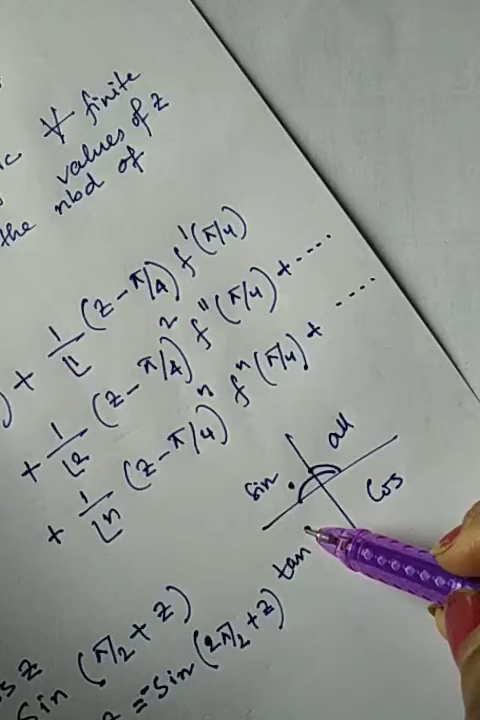 ∀ finite
values of z
the nbd of
) + 1/⌊1 (z - π/4) f'(π/4)
+ 1/⌊2 (z - π/4)² f''(π/4) + ....
+ 1/⌊n (z - π/4)ⁿ fⁿ(π/4) + ....
all
sin
Cos
tan
Sin (π/2 + z)
= -Sin (2π/2 + z)